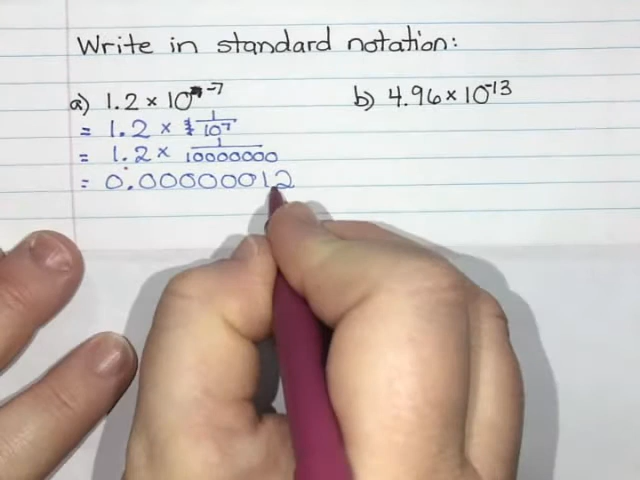 Write in standard notation:
a) 1.2 × 10⁻⁷
= 1.2 × 1/10⁷
= 1.2 × 1/10000000
= 0.00000012
b) 4.96 × 10⁻¹³